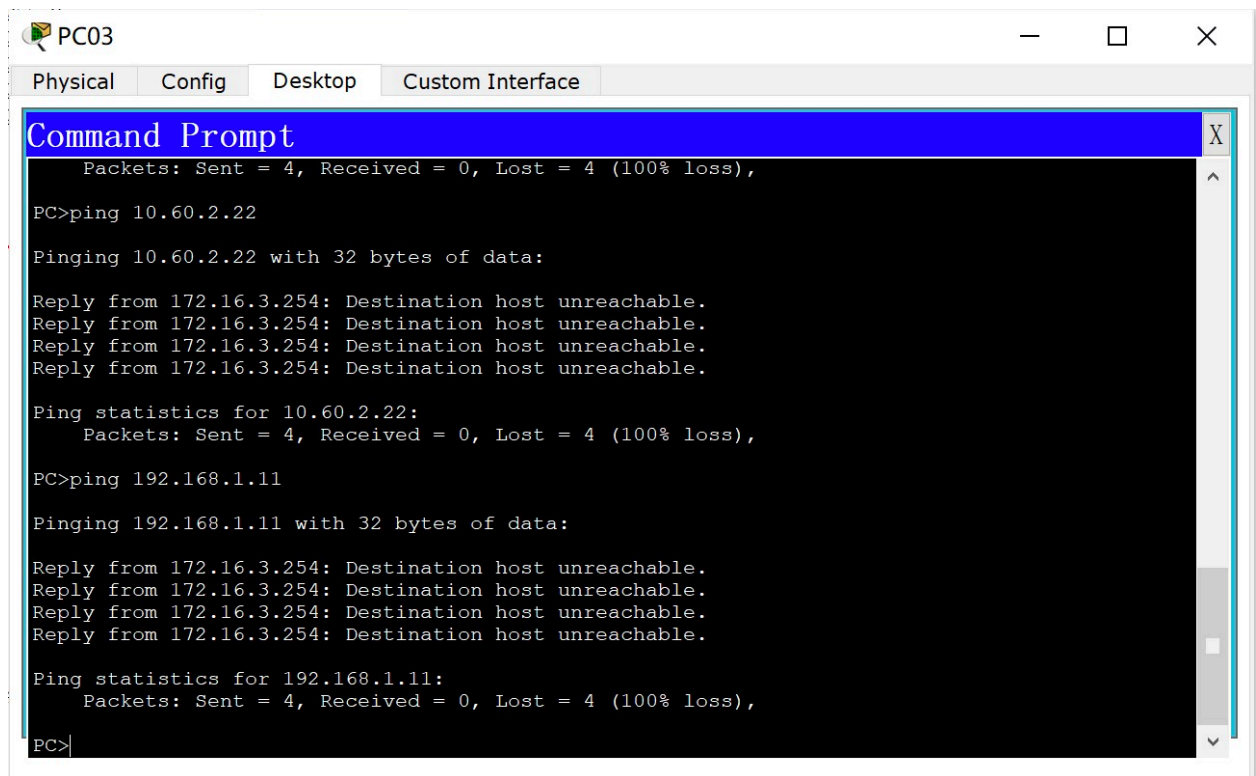 PC03
Physical Config Desktop Custom Interface
Command Prompt X
Packets: Sent = 4, Received = 0, Lost = 4 (100% loss),
PC>ping 10.60.2.22
Pinging 10.60.2.22 with 32 bytes of data:
Reply from 172.16.3.254: Destination host unreachable.
Reply from 172.16.3.254: Destination host unreachable.
Reply from 172.16.3.254: Destination host unreachable.
Reply from 172.16.3.254: Destination host unreachable.
Ping statistics for 10.60.2.22:
Packets: Sent = 4, Received = 0, Lost = 4 (100% loss),
PC>ping 192.168.1.11
Pinging 192.168.1.11 with 32 bytes of data:
Reply from 172.16.3.254: Destination host unreachable.
Reply from 172.16.3.254: Destination host unreachable.
Reply from 172.16.3.254: Destination host unreachable.
Reply from 172.16.3.254: Destination host unreachable.
Ping statistics for 192.168.1.11:
Packets: Sent = 4, Received = 0, Lost = 4 (100% loss),
PC>